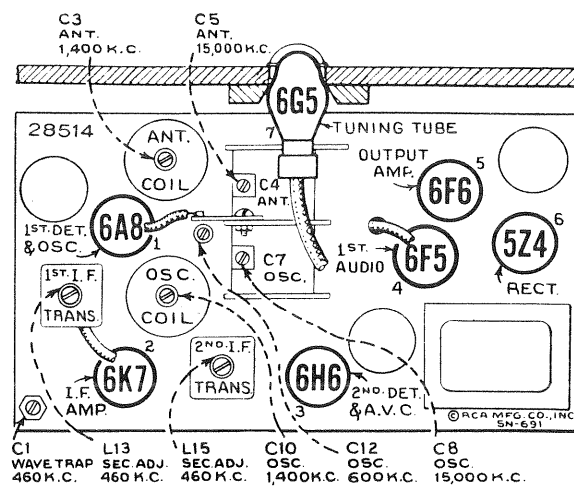 C3
ANT.
1,400 K.C.
C5
ANT.
15,000 K.C.
6G5
7
TUNING TUBE
28514
ANT.
COIL
C4
ANT.
OUTPUT
AMP.
5
6F6
6A8
1
1ST. DET.
& OSC.
6
5Z4
RECT.
1ST.
AUDIO
6F5
4
1ST. I.F.
TRANS.
OSC.
COIL
C7
OSC.
2
6K7
I.F.
AMP.
2ND. I.F.
TRANS.
6H6
3
2ND. DET.
& A.V.C.
© RCA MFG. CO., INC.
SN-691
C1
WAVE TRAP
460 K.C.
L13
SEC. ADJ.
460 K.C.
L15
SEC. ADJ.
460 K.C.
C10
OSC.
1,400 K.C.
C12
OSC.
600 K.C.
C8
OSC.
15,000 K.C.